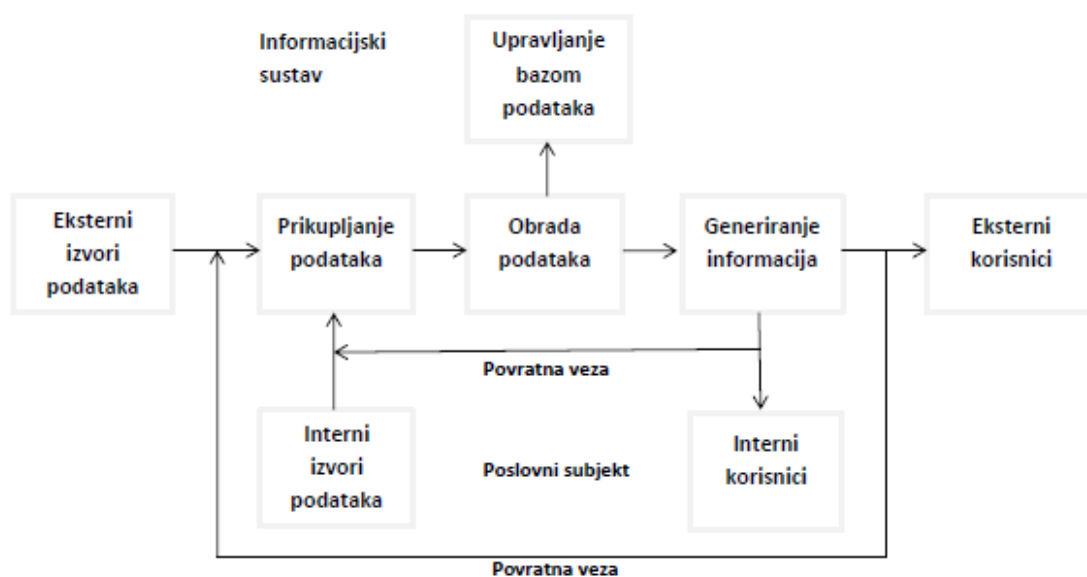 Informacijski
sustav
Upravljanje
bazom
podataka
Eksterni
izvori
podataka
Prikupljanje
podataka
Obrada
podataka
Generiranje
informacija
Eksterni
korisnici
Povratna veza
Interni
izvori
podataka
Poslovni subjekt
Interni
korisnici
Povratna veza